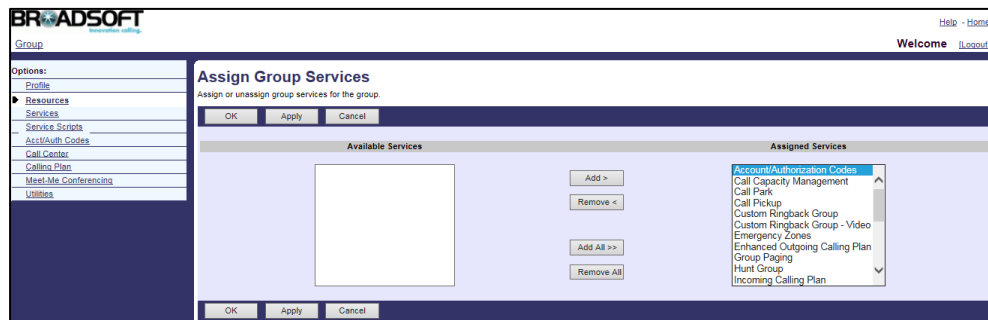 BROADSOFT
innovation calling.
Help - Home
Group
Welcome [Logout
Options:
Profile
Resources
Services
Service Scripts
Acct/Auth Codes
Call Center
Calling Plan
Meet-Me Conferencing
Utilities
Assign Group Services
Assign or unassign group services for the group.
OK Apply Cancel
Available Services
Assigned Services
Add >
Remove <
Add All >>
Remove All
Account/Authorization Codes
Call Capacity Management
Call Park
Call Pickup
Custom Ringback Group
Custom Ringback Group - Video
Emergency Zones
Enhanced Outgoing Calling Plan
Group Paging
Hunt Group
Incoming Calling Plan
OK Apply Cancel